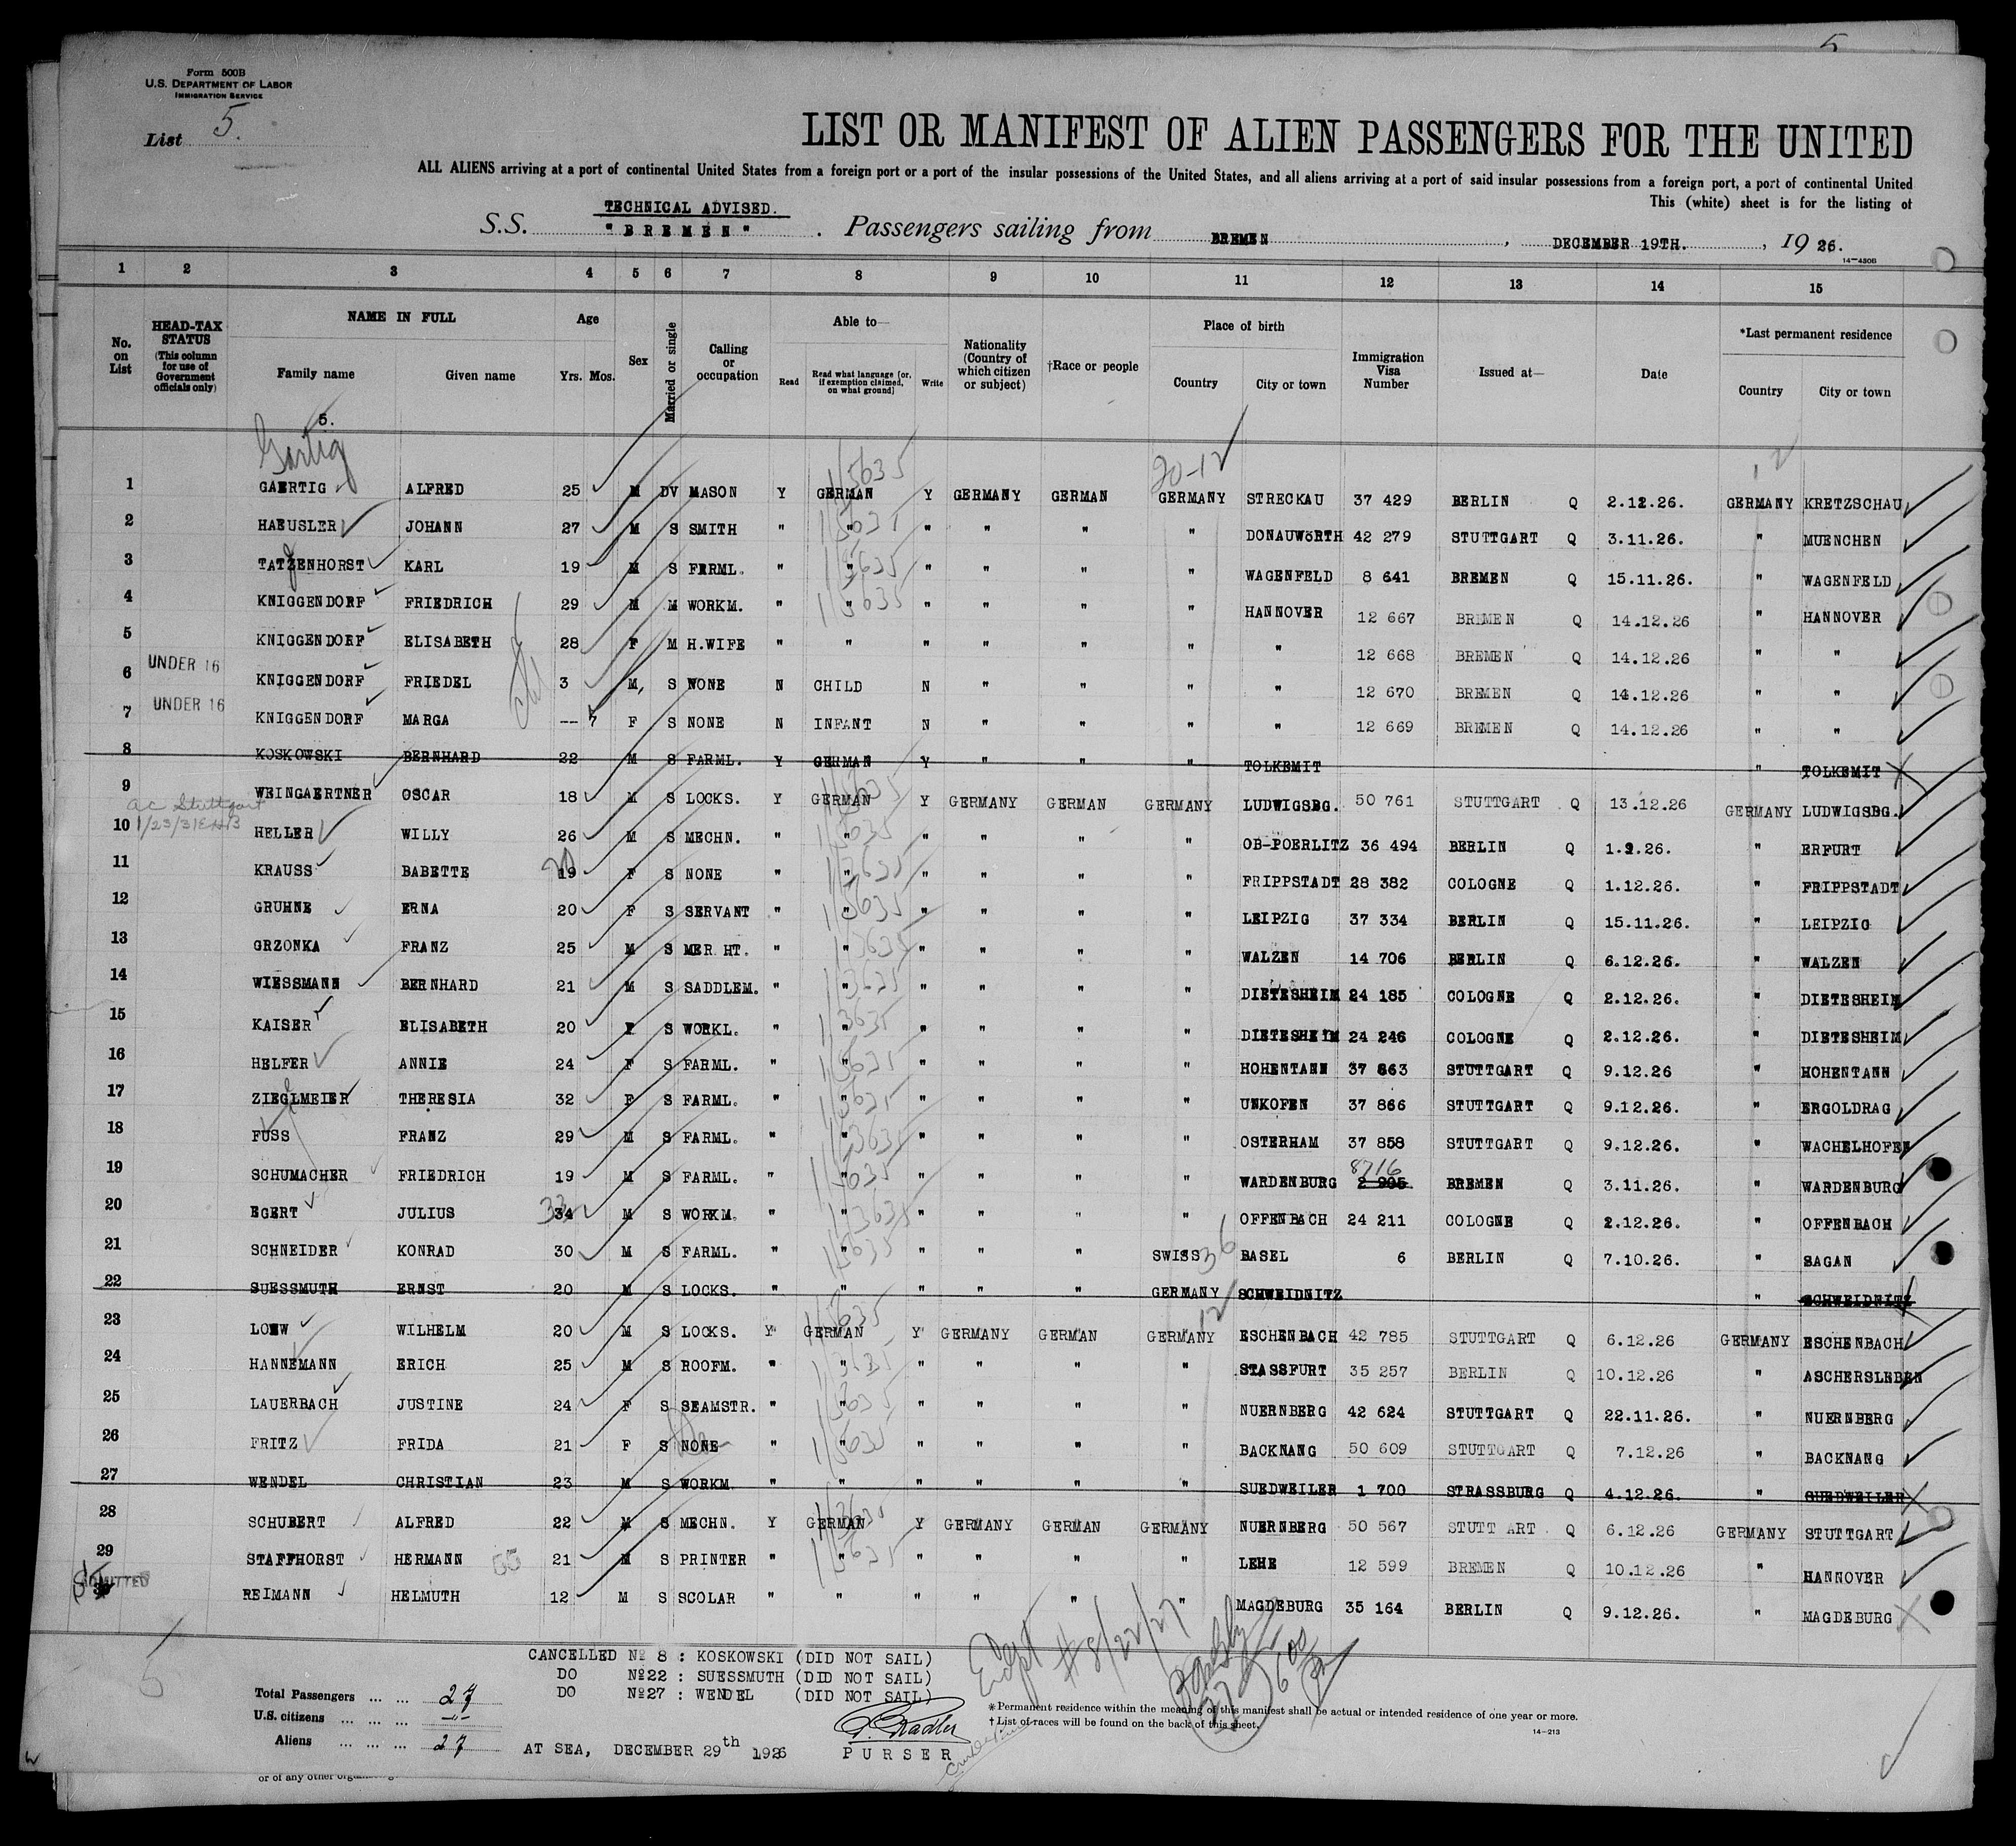 5
Form 500B
U.S. DEPARTMENT OF LABOR
IMMIGRATION SERVICE
List 5.
LIST OR MANIFEST OF ALIEN PASSENGERS FOR THE UNITED
ALL ALIENS arriving at a port of continental United States from a foreign port or a port of the insular possessions of the United States, and all aliens arriving at a port of said insular possessions from a foreign port, a port of continental United
This (white) sheet is for the listing of
TECHNICAL ADVISED.
S.S. "BREMEN". Passengers sailing from BREMEN, DECEMBER 19TH., 1926.
14-430B
1 2 3 4 5 6 7 8 9 10 11 12 13 14 15
No. on List
HEAD-TAX STATUS (This column for use of Government officials only)
NAME IN FULL Family name Given name
Age Yrs. Mos.
Sex
Married or single
Calling or occupation
Able to— Read Read what language [or, if exemption claimed, on what ground] Write
Nationality (Country of which citizen or subject)
†Race or people
Place of birth Country City or town
Immigration Visa Number
Issued at—
Date
*Last permanent residence Country City or town
5.
Gartig 15635 20-12
1 GAERTIG ALFRED 25 M DV MASON Y GERMAN Y GERMANY GERMAN GERMANY STRECKAU 37 429 BERLIN Q 2.12.26. GERMANY KRETZSCHAU
2 HAEUSLER JOHANN 27 M S SMITH " " " " " " DONAUWÖRTH 42 279 STUTTGART Q 3.11.26. " MUENCHEN
3 TATZENHORST KARL 19 M S FERML. " " " " " " WAGENFELD 8 641 BREMEN Q 15.11.26. " WAGENFELD
4 KNIGGENDORF FRIEDRICH 29 M M WORKM. " " " " " " HANNOVER 12 667 BREMEN Q 14.12.26 " HANNOVER
5 KNIGGENDORF ELISABETH 28 F M H.WIFE " " " " " " " 12 668 BREMEN Q 14.12.26 " "
UNDER 16
6 KNIGGENDORF FRIEDEL 3 M S NONE N CHILD N " " " " 12 670 BREMEN Q 14.12.26 " "
UNDER 16
7 KNIGGENDORF MARGA -- 7 F S NONE N INFANT N " " " " 12 669 BREMEN Q 14.12.26 " "
8 KOSKOWSKI BERNHARD 22 M S FARML. Y GERMAN Y " " " TOLKEMIT " TOLKEMIT
9 WEINGAERTNER OSCAR 18 M S LOCKS. Y GERMAN Y GERMANY GERMAN GERMANY LUDWIGSBG. 50 761 STUTTGART Q 13.12.26 GERMANY LUDWIGSBG.
ac Stuttgart
10 HELLER WILLY 26 M S MECHN. " " " " " " OB-POERLITZ 36 494 BERLIN Q 1.2.26. " ERFURT
11 KRAUSS BABETTE 20 19 F S NONE " " " " " " FRIPPSTADT 28 382 COLOGNE Q 1.12.26. " FRIPPSTADT
12 GRUHNE ERNA 20 F S SERVANT " " " " " " LEIPZIG 37 334 BERLIN Q 15.11.26. " LEIPZIG
13 GRZONKA FRANZ 25 M S MER HT. " " " " " " WALZEN 14 706 BERLIN Q 6.12.26. " WALZEN
14 WIESSMANN BERNHARD 21 M S SADDLEM. " " " " " " DIETESHEIM 24 185 COLOGNE Q 2.12.26. " DIETESHEIM
15 KAISER ELISABETH 20 F S WORKL. " " " " " " DIETESHEIM 24 246 COLOGNE Q 2.12.26. " DIETESHEIM
16 HELFER ANNIE 24 F S FARML. " " " " " " HOHENTANN 37 863 STUTTGART Q 9.12.26 " HOHENTANN
17 ZIEGLMEIER THERESIA 32 F S FARML. " " " " " " UNKOFEN 37 866 STUTTGART Q 9.12.26. " ERGOLDRAG
18 FUSS FRANZ 29 M S FARML. " " " " " " OSTERHAM 37 858 STUTTGART Q 9.12.26. " WACHELHOFEN
19 SCHUMACHER FRIEDRICH 19 M S FARML. " " " " " " WARDENBURG 8716 2 995 BREMEN Q 3.11.26. " WARDENBURG
20 EGERT JULIUS 33 34 M S WORKM. " " " " " " OFFENBACH 24 211 COLOGNE Q 2.12.26. " OFFENBACH
21 SCHNEIDER KONRAD 30 M S FARML. " " " " " SWISS 36 BASEL 6 BERLIN Q 7.10.26. " SAGAN
22 SUESSMUTH ERNST 20 M S LOCKS. " " " " " GERMANY SCHWEIDNITZ " SCHWEIDNITZ
12
23 LOEW WILHELM 20 M S LOCKS. Y GERMAN Y GERMANY GERMAN GERMANY ESCHENBACH 42 785 STUTTGART Q 6.12.26 GERMANY ESCHENBACH
24 HANNEMANN ERICH 25 M S ROOFM. " " " " " " STASSFURT 35 257 BERLIN Q 10.12.26 " ASCHERSLEBEN
25 LAUERBACH JUSTINE 24 F S SEAMSTR. " " " " " " NUERNBERG 42 624 STUTTGART Q 22.11.26. " NUERNBERG
26 FRITZ FRIDA 21 F S NONE " " " " " " BACKNANG 50 609 STUTTGART Q 7.12.26 " BACKNANG
27 WENDEL CHRISTIAN 23 M S WORKM " " " " " " SUEDWEILER 1 700 STRASSBURG Q 4.12.26. " SUEDWEILER
28 SCHUBERT ALFRED 22 M S MECHN. Y GERMAN Y GERMANY GERMAN GERMANY NUERNBERG 50 567 STUTT ART Q 6.12.26 GERMANY STUTTGART
29 STAFFHORST HERMANN 21 M S PRINTER " " " " " " LEHE 12 599 BREMEN Q 10.12.26 " HANNOVER
ADMITTED
30 REIMANN HELMUTH 12 M S SCOLAR " " " " " " MAGDEBURG 35 164 BERLIN Q 9.12.26. " MAGDEBURG
CANCELLED № 8 : KOSKOWSKI (DID NOT SAIL)
DO №22 : SUESSMUTH (DID NOT SAIL)
DO №27 : WENDEL (DID NOT SAIL)
5
Total Passengers ... ... 27
U.S. citizens ... ... ... -"-
Aliens ... ... ... 27
AT SEA, DECEMBER 29th 1926
PURSER
*Permanent residence within the meaning of this manifest shall be actual or intended residence of one year or more.
†List of races will be found on the back of this sheet.
14-213
or of any other